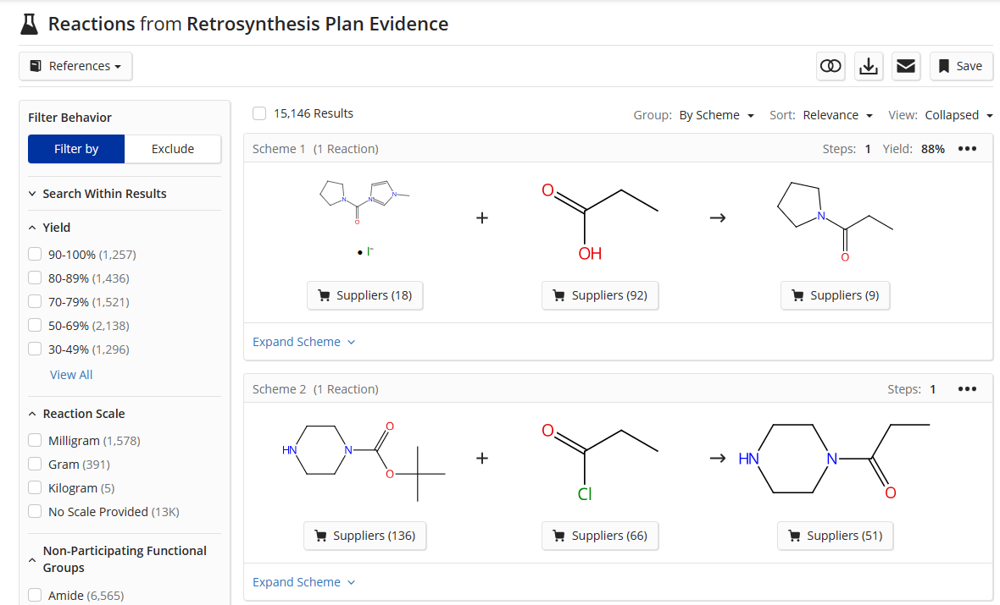 Reactions from Retrosynthesis Plan Evidence
References
Save
Filter Behavior
Filter by
Exclude
Search Within Results
Yield
90-100% (1,257)
80-89% (1,436)
70-79% (1,521)
50-69% (2,138)
30-49% (1,296)
View All
Reaction Scale
Milligram (1,578)
Gram (391)
Kilogram (5)
No Scale Provided (13K)
Non-Participating Functional
Groups
Amide (6,565)
15,146 Results
Group: By Scheme
Sort: Relevance
View: Collapsed
Scheme 1 (1 Reaction)
Steps: 1 Yield: 88%
N
O
N+
N
• I-
+
O
OH
→
N
O
Suppliers (18)
Suppliers (92)
Suppliers (9)
Expand Scheme
Scheme 2 (1 Reaction)
Steps: 1
HN
N
O
O
+
O
Cl
→
HN
N
O
Suppliers (136)
Suppliers (66)
Suppliers (51)
Expand Scheme